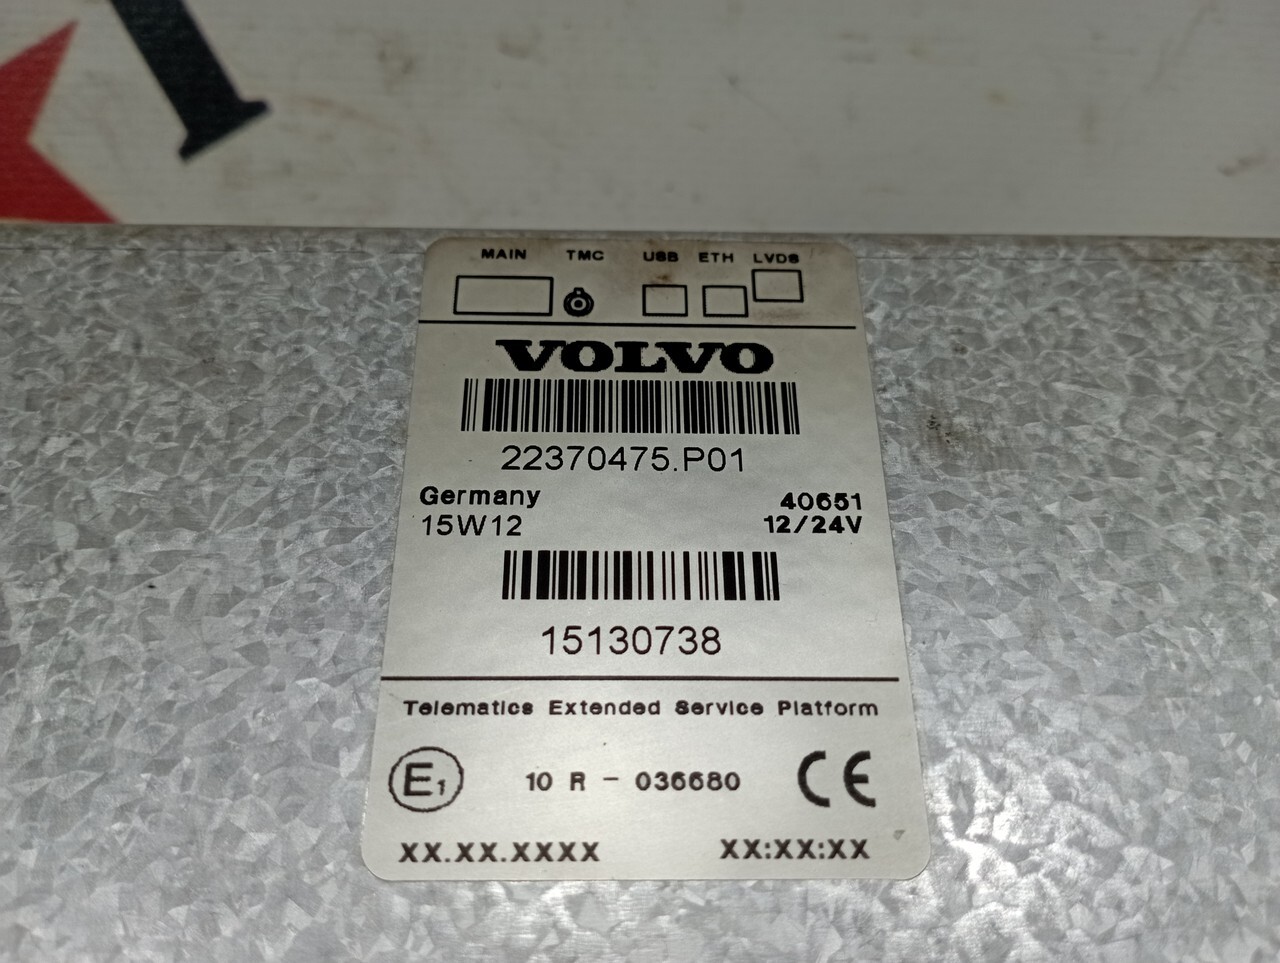 MAIN TMC USB ETH LVDS
VOLVO
22370475.P01
Germany 40651
15W12 12/24V
15130738
Telematics Extended Service Platform
E1 10 R - 036680 CE
XX.XX.XXXX XX:XX:XX